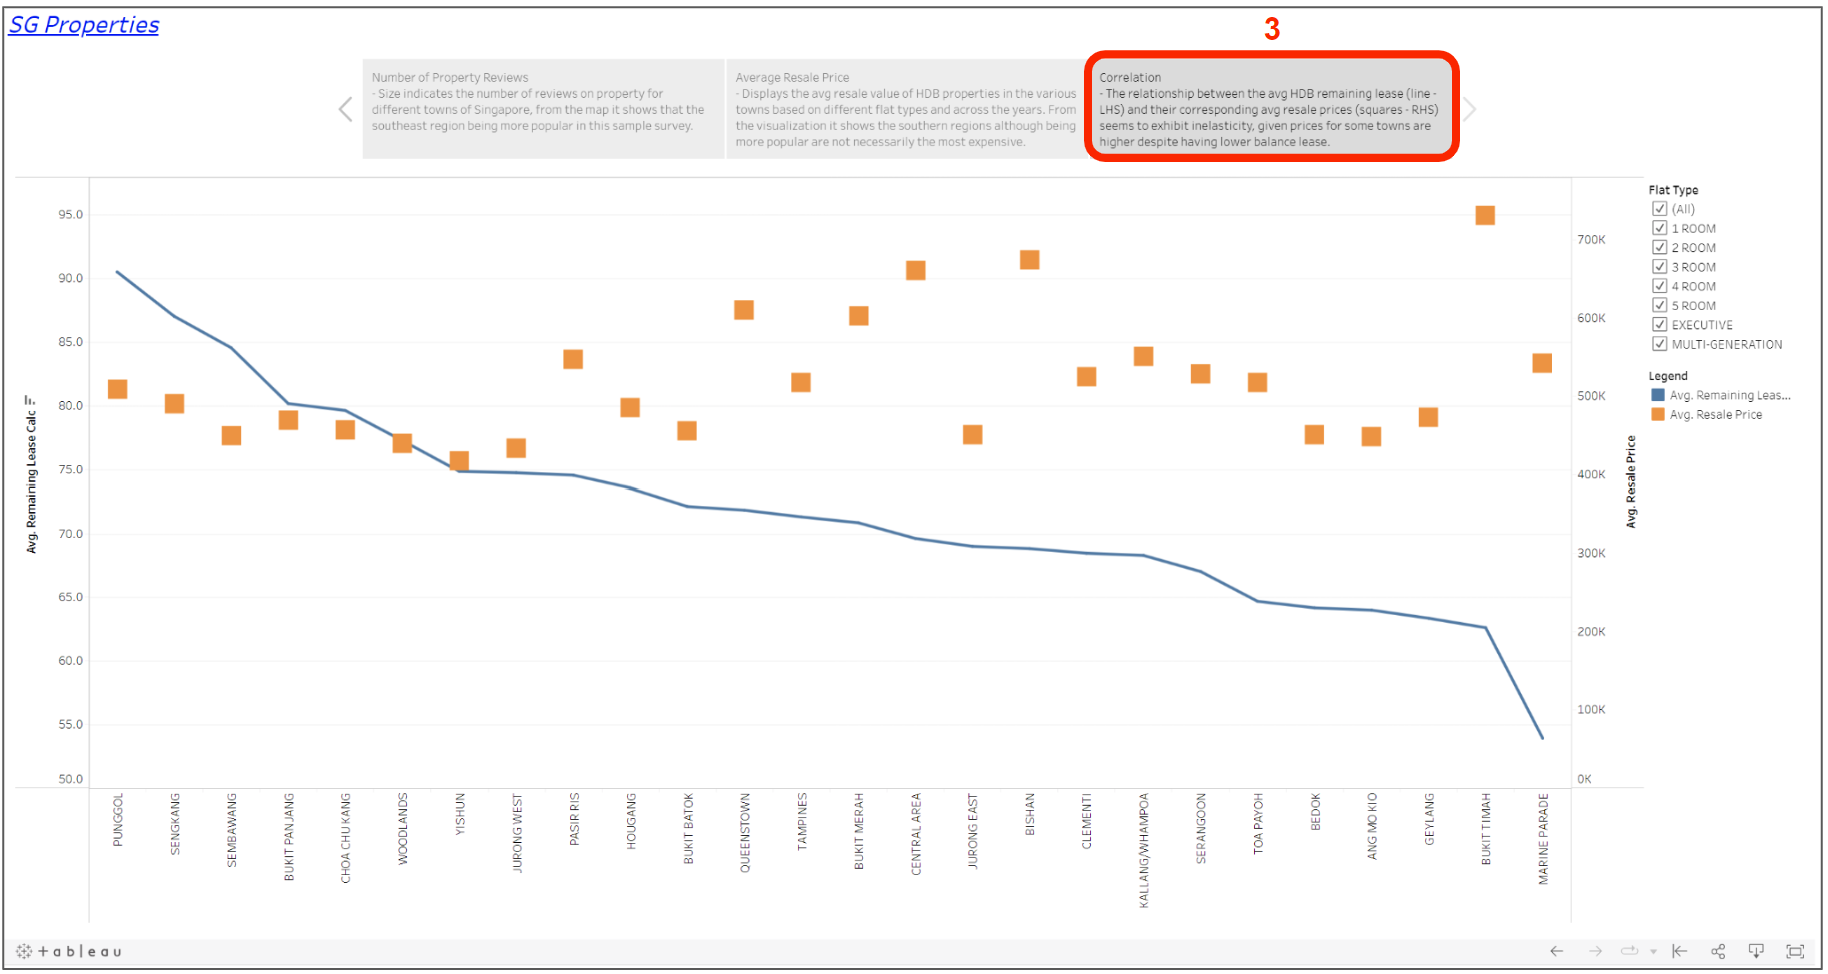 SG Properties
3
Number of Property Reviews
- Size indicates the number of reviews on property for
different towns of Singapore, from the map it shows that the
southeast region being more popular in this sample survey.
Average Resale Price
- Displays the avg resale value of HDB properties in the various
towns based on different flat types and across the years. From
the visualization it shows the southern regions although being
more popular are not necessarily the most expensive.
Correlation
- The relationship between the avg HDB remaining lease (line -
LHS) and their corresponding avg resale prices (squares - RHS)
seems to exhibit inelasticity, given prices for some towns are
higher despite having lower balance lease.
Avg. Remaining Lease Calc
95.0
90.0
85.0
80.0
75.0
70.0
65.0
60.0
55.0
50.0
700K
600K
500K
400K
300K
200K
100K
0K
Avg. Resale Price
PUNGGOL
SENGKANG
SEMBAWANG
BUKIT PANJANG
CHOA CHU KANG
WOODLANDS
YISHUN
JURONG WEST
PASIR RIS
HOUGANG
BUKIT BATOK
QUEENSTOWN
TAMPINES
BUKIT MERAH
CENTRAL AREA
JURONG EAST
BISHAN
CLEMENTI
KALLANG/WHAMPOA
SERANGOON
TOA PAYOH
BEDOK
ANG MO KIO
GEYLANG
BUKIT TIMAH
MARINE PARADE
Flat Type
(All)
1 ROOM
2 ROOM
3 ROOM
4 ROOM
5 ROOM
EXECUTIVE
MULTI-GENERATION
Legend
Avg. Remaining Leas...
Avg. Resale Price
+ableau